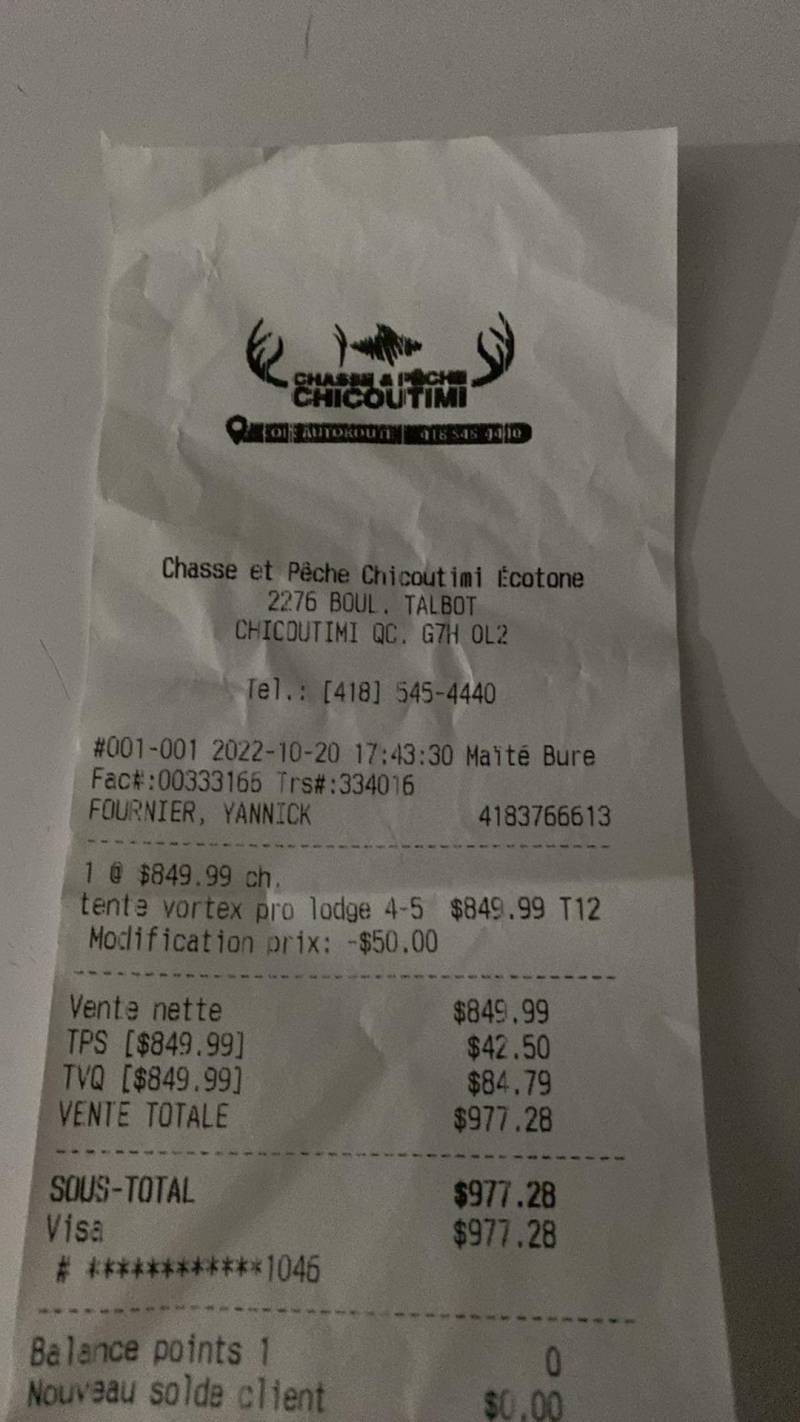 CHASSE & PÊCHE
CHICOUTIMI
AUTOROUTE
Chasse et Pêche Chicoutimi Écotone
2276 BOUL. TALBOT
CHICOUTIMI QC. G7H 0L2
Tel.: [418] 545-4440
#001-001 2022-10-20 17:43:30 Maïté Bure
Fac#:00333166 Trs#:334016
FOURNIER, YANNICK 4183766613
1 @ $849.99 ch.
tente vortex pro lodge 4-5 $849.99 T12
Modification prix: -$50.00
Vente nette $849.99
TPS [$849.99] $42.50
TVQ [$849.99] $84.79
VENTE TOTALE $977.28
SOUS-TOTAL $977.28
Visa $977.28
# ************1046
Balance points 1 0
Nouveau solde client $0.00